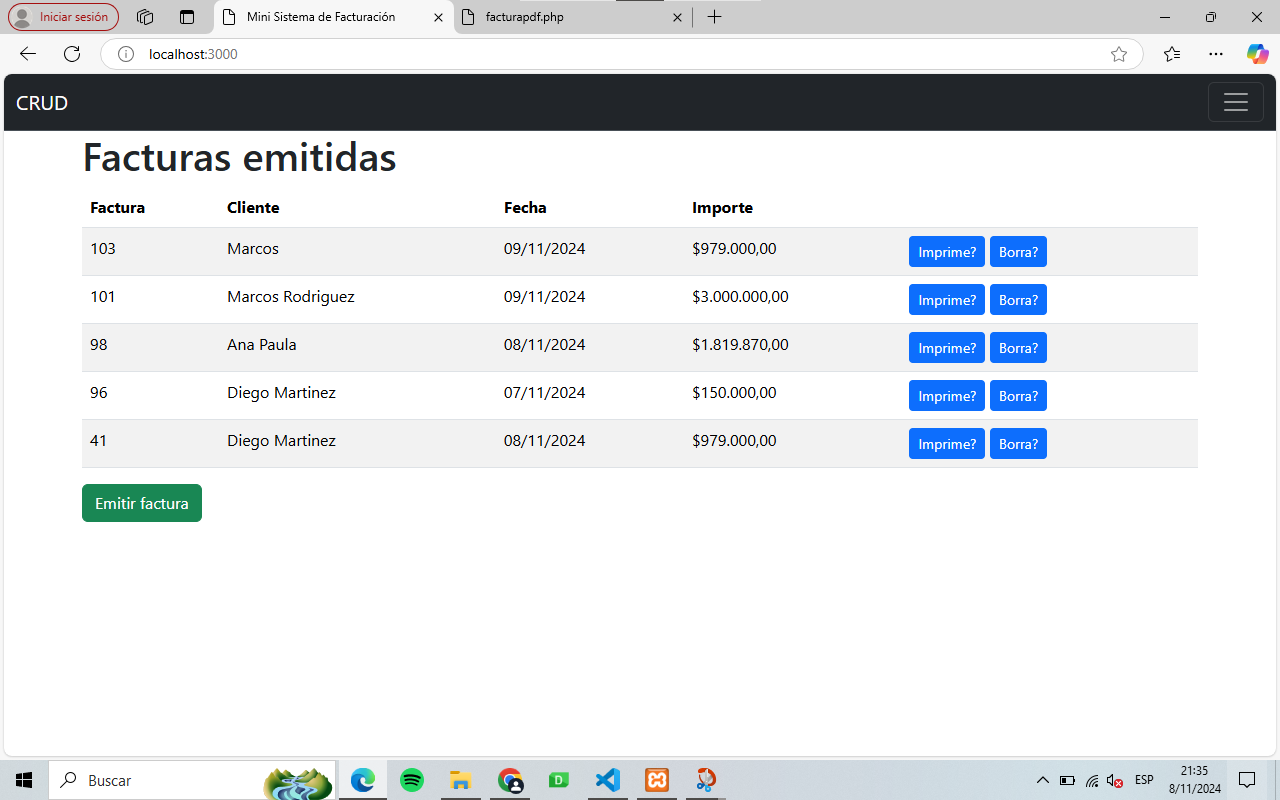 Iniciar sesión
Mini Sistema de Facturación
facturapdf.php
localhost:3000
CRUD
Facturas emitidas
Factura Cliente Fecha Importe
103 Marcos 09/11/2024 $979.000,00 Imprime? Borra?
101 Marcos Rodriguez 09/11/2024 $3.000.000,00 Imprime? Borra?
98 Ana Paula 08/11/2024 $1.819.870,00 Imprime? Borra?
96 Diego Martinez 07/11/2024 $150.000,00 Imprime? Borra?
41 Diego Martinez 08/11/2024 $979.000,00 Imprime? Borra?
Emitir factura
Buscar
D
ESP
21:35
8/11/2024